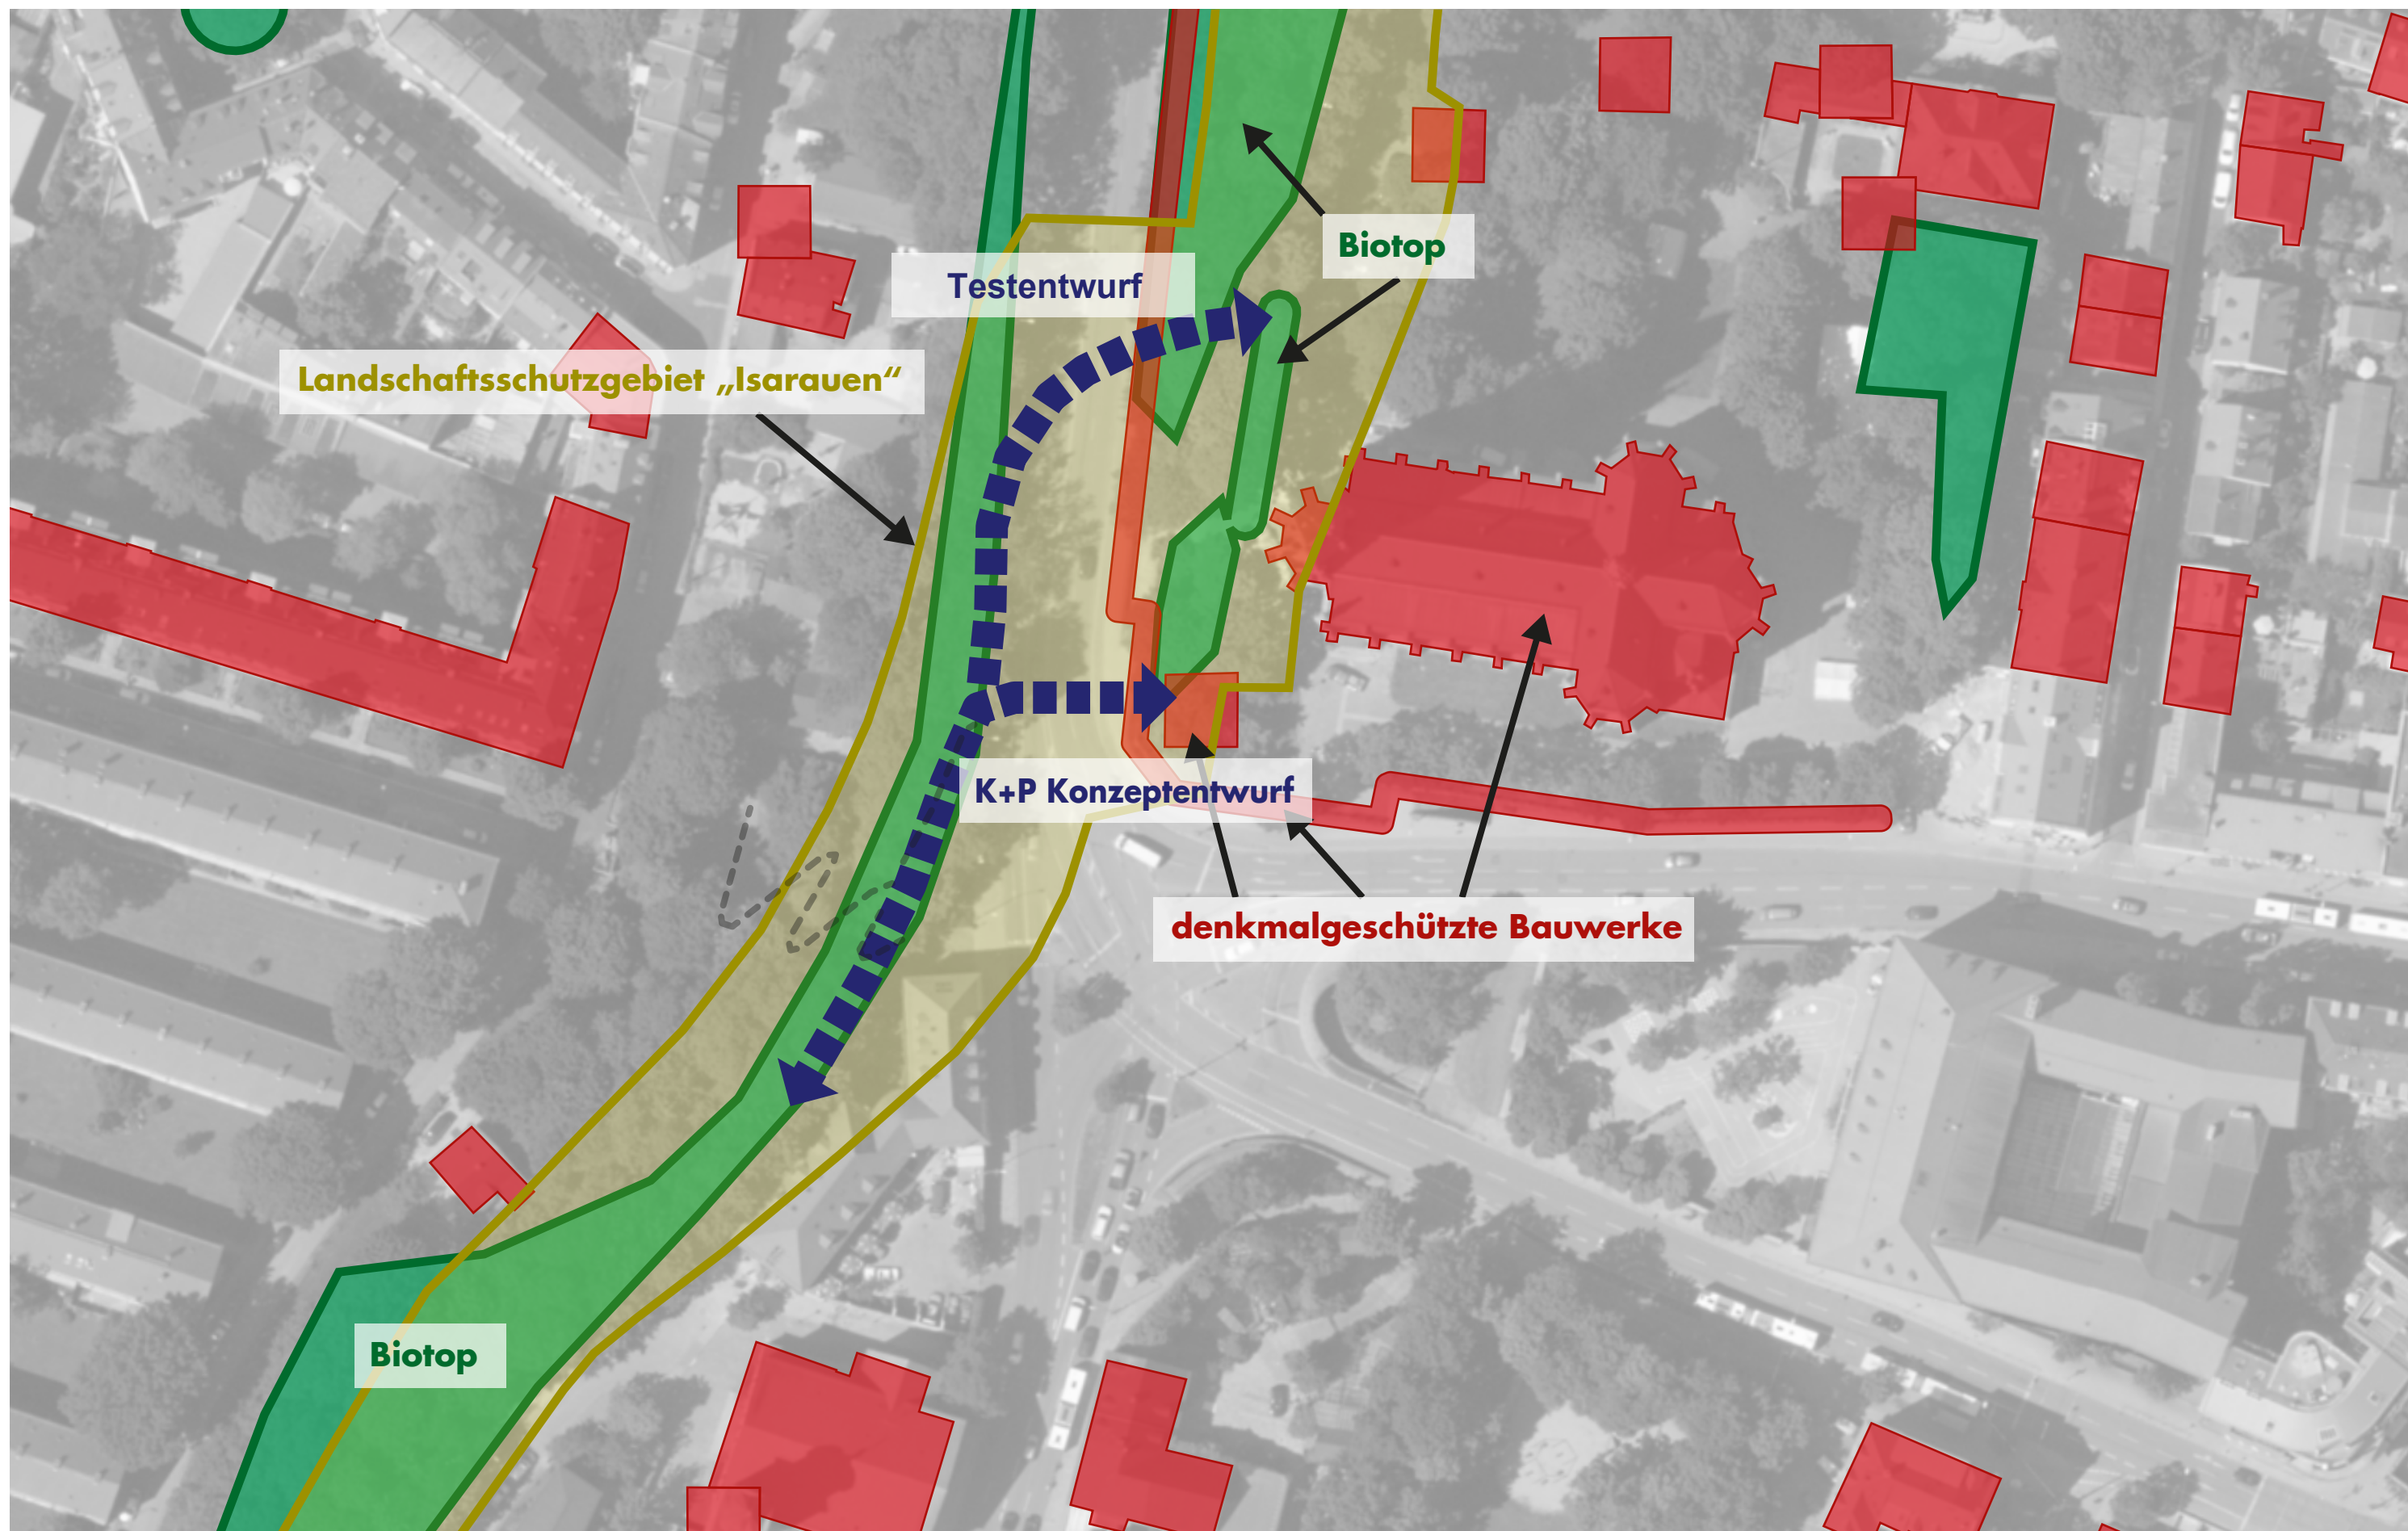 Biotop
Testentwurf
Landschaftsschutzgebiet „Isarauen“
K+P Konzeptentwurf
denkmalgeschützte Bauwerke
Biotop